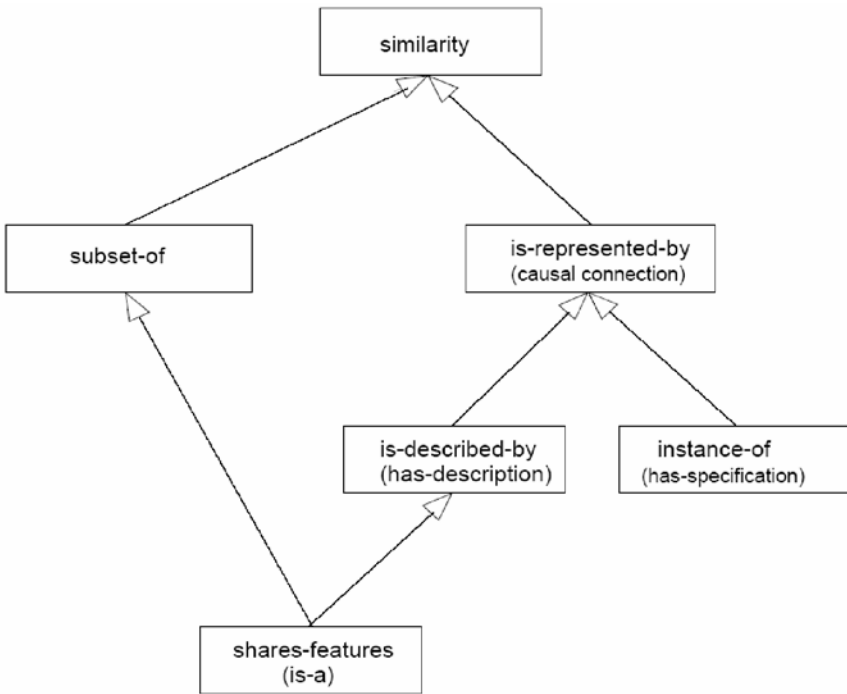 similarity
subset-of
is-represented-by
(causal connection)
is-described-by
(has-description)
instance-of
(has-specification)
shares-features
(is-a)